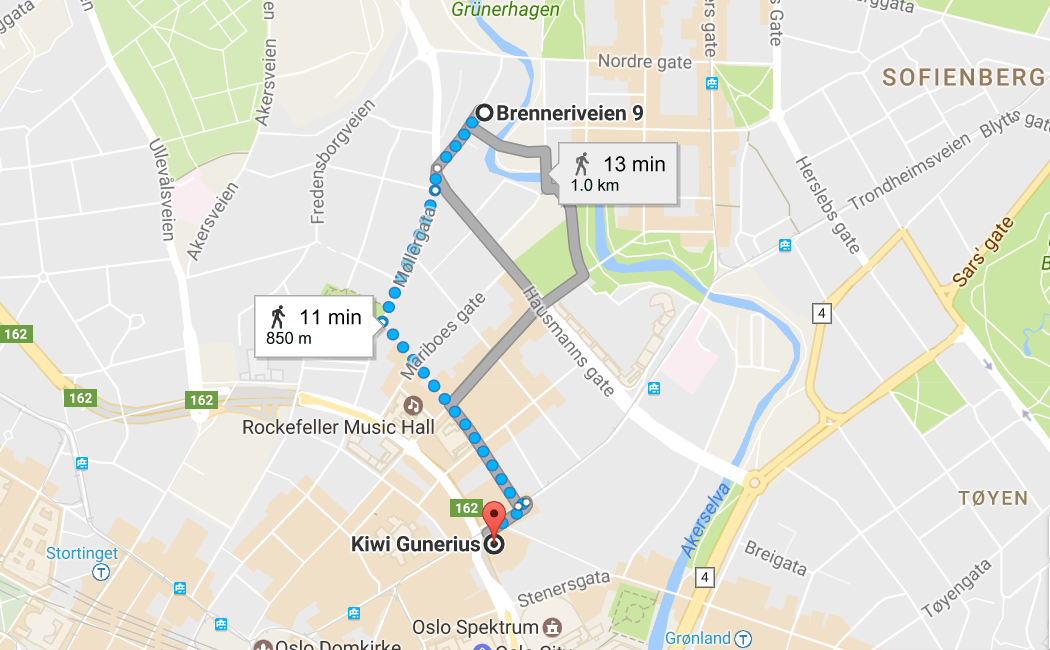 Grünerhagen
Nordre gate
SOFIENBERG
Akersveien
Brenneriveien 9
Blytts
Trondheimsveien
Ullevålsveien
Fredensborgveien
13 min
1.0 km
Herslebs gate
Akersveien
Møllergata
Sars' gate
11 min
850 m
Mariboes gate
Hausmanns gate
4
162
162
162
Rockefeller Music Hall
TØYEN
162
Akerselva
Kiwi Gunerius
Stortinget
T
Breigata
Stenersgata
4
Tøyengata
Oslo Spektrum
Grønland
T
Oslo Domkirke
Oslo City